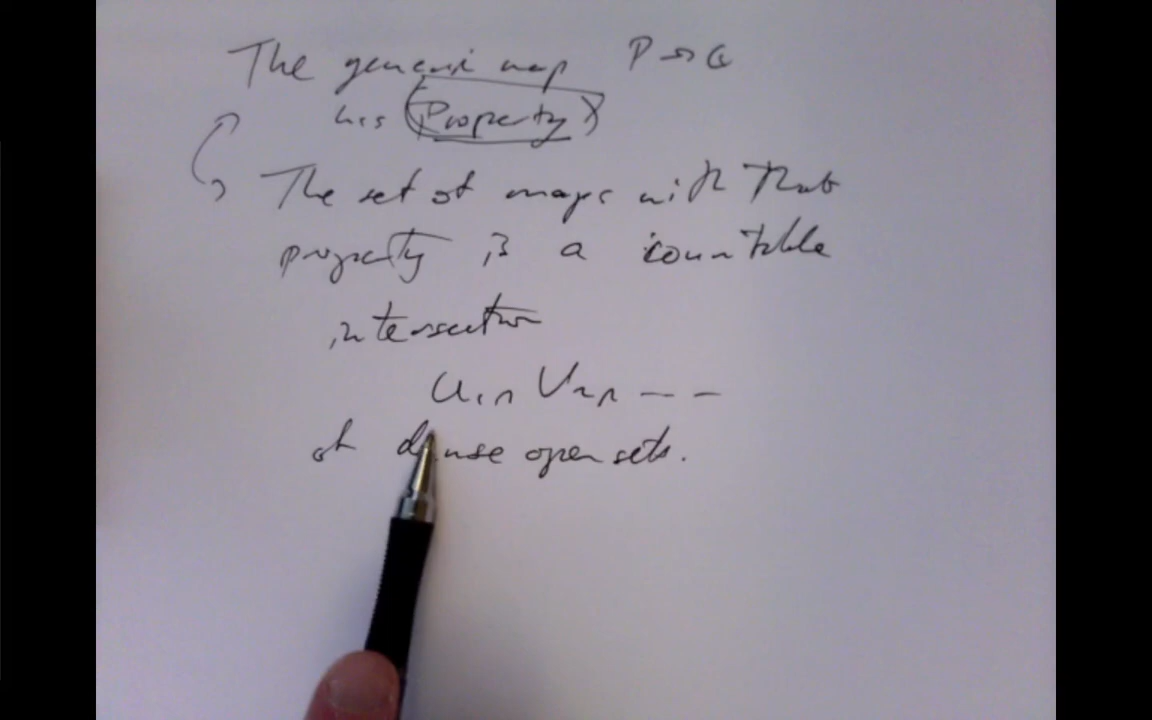 The generic map P → Q
has (Property)
The set of maps with that
property is a countable
intersection
U₁ ∩ U₂ ∩ - -
of dense open sets.